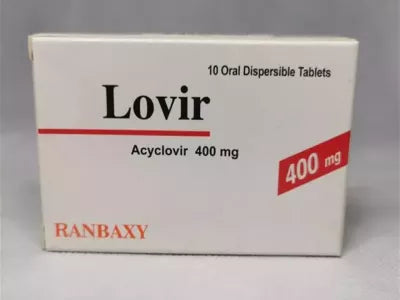 10 Oral Dispersible Tablets
Lovir
Acyclovir 400 mg
400 mg
RANBAXY